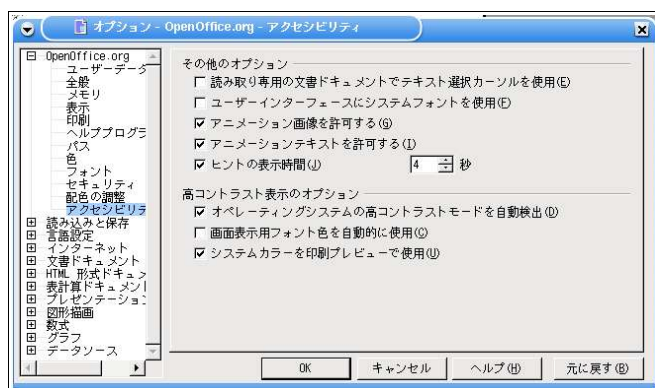 オプション - OpenOffice.org - アクセシビリティ
OpenOffice.org
ユーザーデータ
全般
メモリ
表示
印刷
ヘルププログラ
パス
色
フォント
セキュリティ
配色の調整
アクセシビリテ
読み込みと保存
言語設定
インターネット
文書ドキュメント
HTML 形式ドキュメ
表計算ドキュメン
プレゼンテーション
図形描画
数式
グラフ
データソース
その他のオプション
読み取り専用の文書ドキュメントでテキスト選択カーソルを使用(E)
ユーザーインターフェースにシステムフォントを使用(F)
アニメーション画像を許可する(G)
アニメーションテキストを許可する(I)
ヒントの表示時間(J) 4 秒
高コントラスト表示のオプション
オペレーティングシステムの高コントラストモードを自動検出(D)
画面表示用フォント色を自動的に使用(C)
システムカラーを印刷プレビューで使用(U)
OK キャンセル ヘルプ(H) 元に戻す(R)